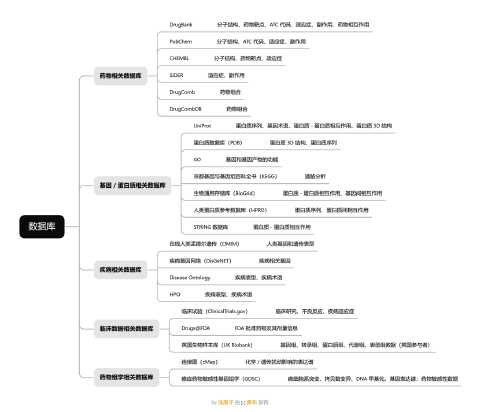 数据库
药物相关数据库
DrugBank 分子结构、药物靶点、ATC 代码、适应症、副作用、药物相互作用
PubChem 分子结构、ATC 代码、适应症、副作用
CHEMBL 分子结构、药物靶点、适应症
SIDER 适应症、副作用
DrugComb 药物组合
DrugCombDB 药物组合
基因 / 蛋白质相关数据库
UniProt 蛋白质序列、基因术语、蛋白质 - 蛋白质相互作用、蛋白质 3D 结构
蛋白质数据库（PDB） 蛋白质 3D 结构、蛋白质序列
GO 基因和基因产物的功能
京都基因与基因组百科全书（KEGG） 通路分析
生物通用存储库（BioGrid） 蛋白质 - 蛋白质相互作用、基因间相互作用
人类蛋白质参考数据库（HPRD） 蛋白质序列、蛋白质间相互作用
STRING 数据库 蛋白质 - 蛋白质相互作用
疾病相关数据库
在线人类孟德尔遗传（OMIM） 人类基因和遗传表型
疾病基因网络（DisGeNET） 疾病相关基因
Disease Ontology 疾病表型、疾病术语
HPO 疾病表型、疾病术语
临床数据相关数据库
临床试验（ClinicalTrials.gov） 临床研究、不良反应、疾病适应症
Drugs@FDA FDA 批准药物及其剂量信息
英国生物样本库（UK Biobank） 基因组、转录组、蛋白质组、代谢组、表型组数据（英国参与者）
药物组学相关数据库
连接图（cMap） 化学 / 遗传扰动影响的表达谱
癌症药物敏感性基因组学（GDSC） 癌细胞系突变、拷贝数变异、DNA 甲基化、基因表达谱；药物敏感性数据